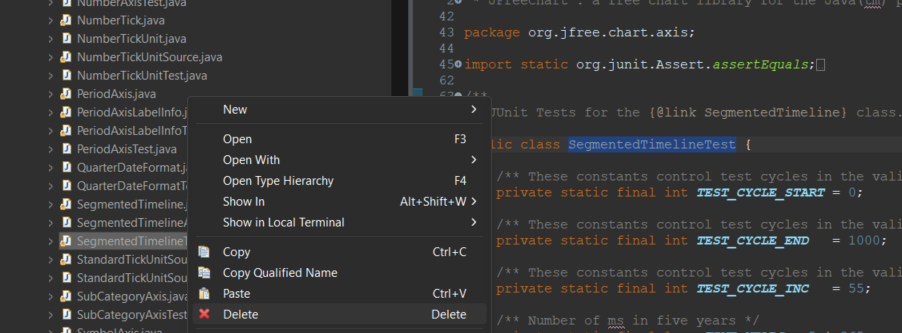 NumberAxisTest.java
NumberTick.java
NumberTickUnit.java
NumberTickUnitSource.java
NumberTickUnitTest.java
PeriodAxis.java
PeriodAxisLabelInfo.j
PeriodAxisLabelInfoT
PeriodAxisTest.java
QuarterDateFormat.j
QuarterDateFormatT
SegmentedTimeline.
SegmentedTimeline
SegmentedTimelineT
StandardTickUnitSou
StandardTickUnitSou
SubCategoryAxis.java
SubCategoryAxisTest
SymbolAxis.java
New
Open F3
Open With
Open Type Hierarchy F4
Show In Alt+Shift+W
Show in Local Terminal
Copy Ctrl+C
Copy Qualified Name
Paste Ctrl+V
Delete Delete
2 * JFreeChart : a free chart library for the Java(tm) p
42
43 package org.jfree.chart.axis;
44
45 import static org.junit.Assert.assertEquals;
62
63 /**
JUnit Tests for the {@link SegmentedTimeline} class.
lic class SegmentedTimelineTest {
/** These constants control test cycles in the vali
private static final int TEST_CYCLE_START = 0;
/** These constants control test cycles in the vali
private static final int TEST_CYCLE_END = 1000;
/** These constants control test cycles in the vali
private static final int TEST_CYCLE_INC = 55;
/** Number of ms in five years */